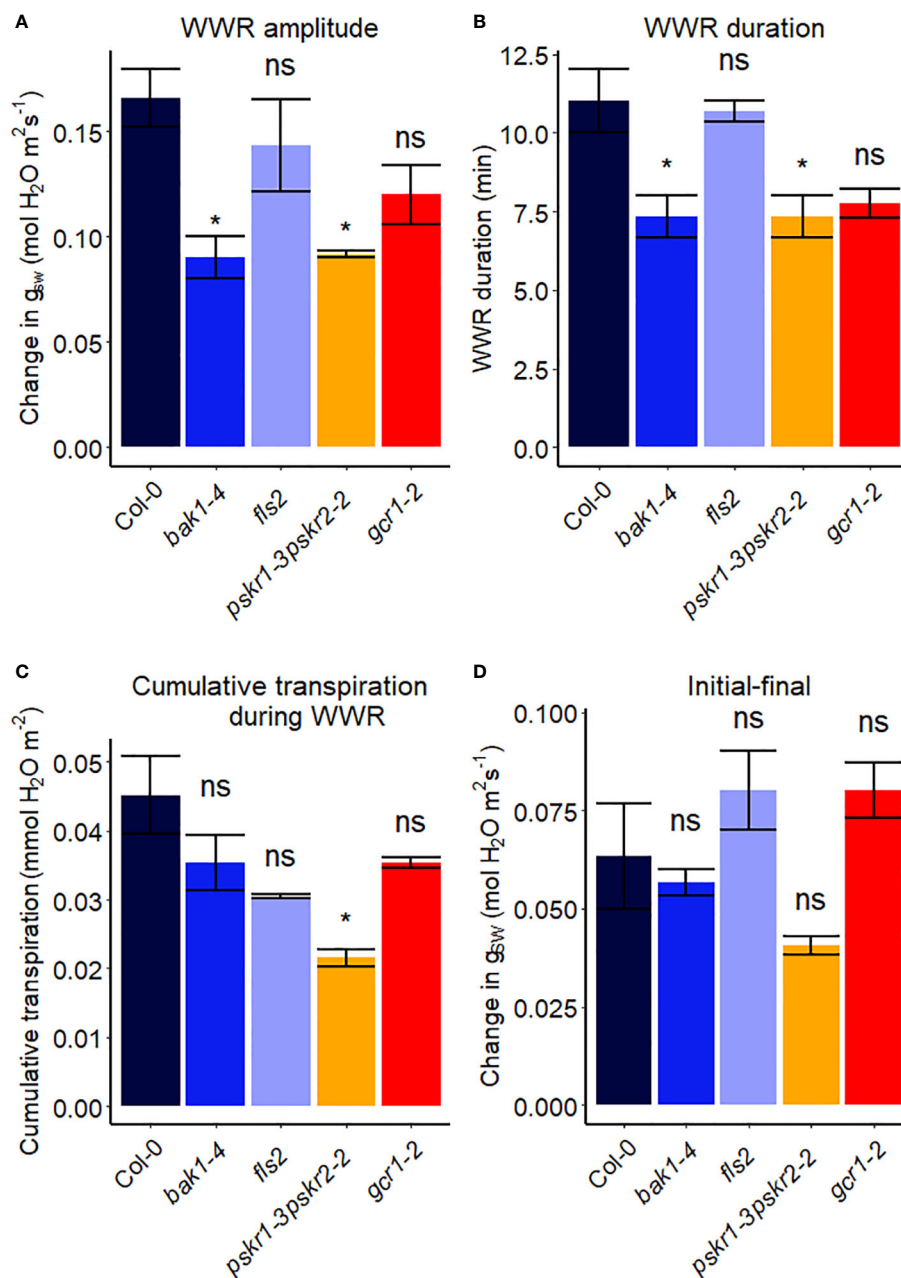 A
WWR amplitude
Change in gsw (mol H2O m2s-1)
0.15
0.10
0.05
0.00
*
ns
*
ns
Col-0
bak1-4
fls2
pskr1-3pskr2-2
gcr1-2
B
WWR duration
WWR duration (min)
12.5
10.0
7.5
5.0
2.5
0.0
*
ns
*
ns
Col-0
bak1-4
fls2
pskr1-3pskr2-2
gcr1-2
C
Cumulative transpiration
during WWR
Cumulative transpiration (mmol H2O m-2)
0.05
0.04
0.03
0.02
0.01
0.00
ns
ns
*
ns
Col-0
bak1-4
fls2
pskr1-3pskr2-2
gcr1-2
D
Initial-final
Change in gsw (mol H2O m2s-1)
0.100
0.075
0.050
0.025
0.000
ns
ns
ns
ns
Col-0
bak1-4
fls2
pskr1-3pskr2-2
gcr1-2